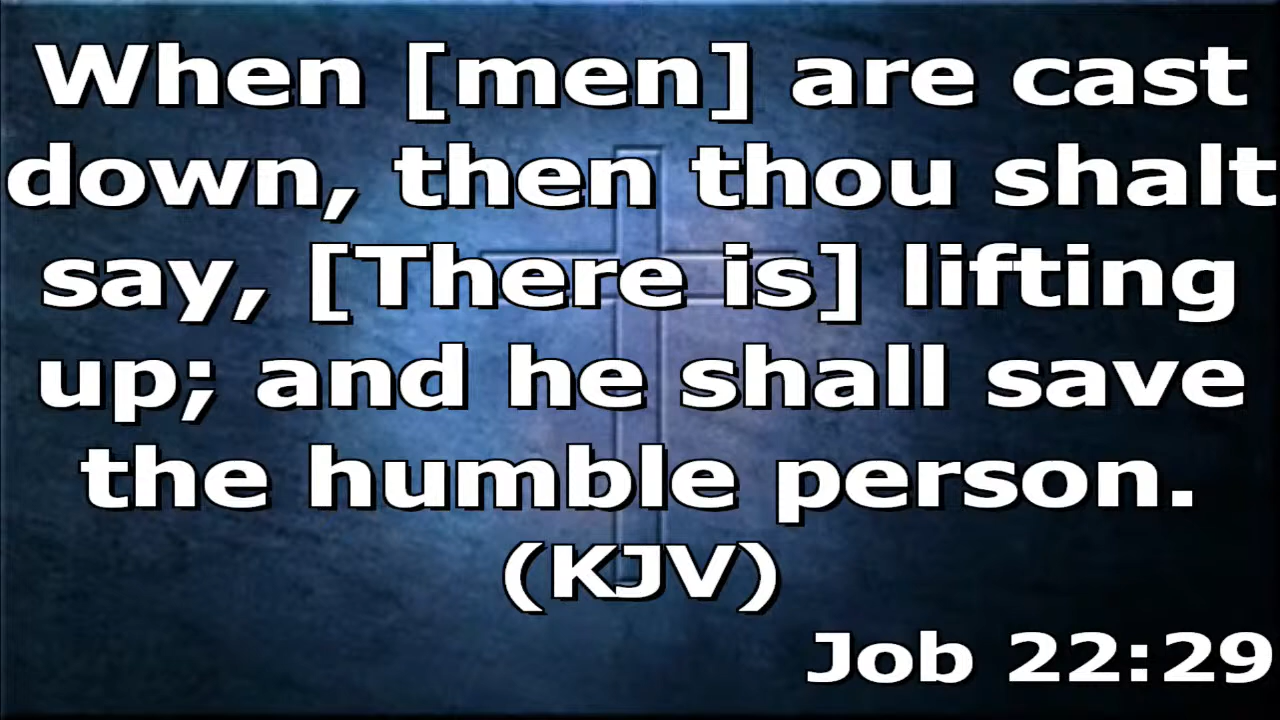 When [men] are cast
down, then thou shalt
say, [There is] lifting
up; and he shall save
the humble person.
(KJV)
Job 22:29